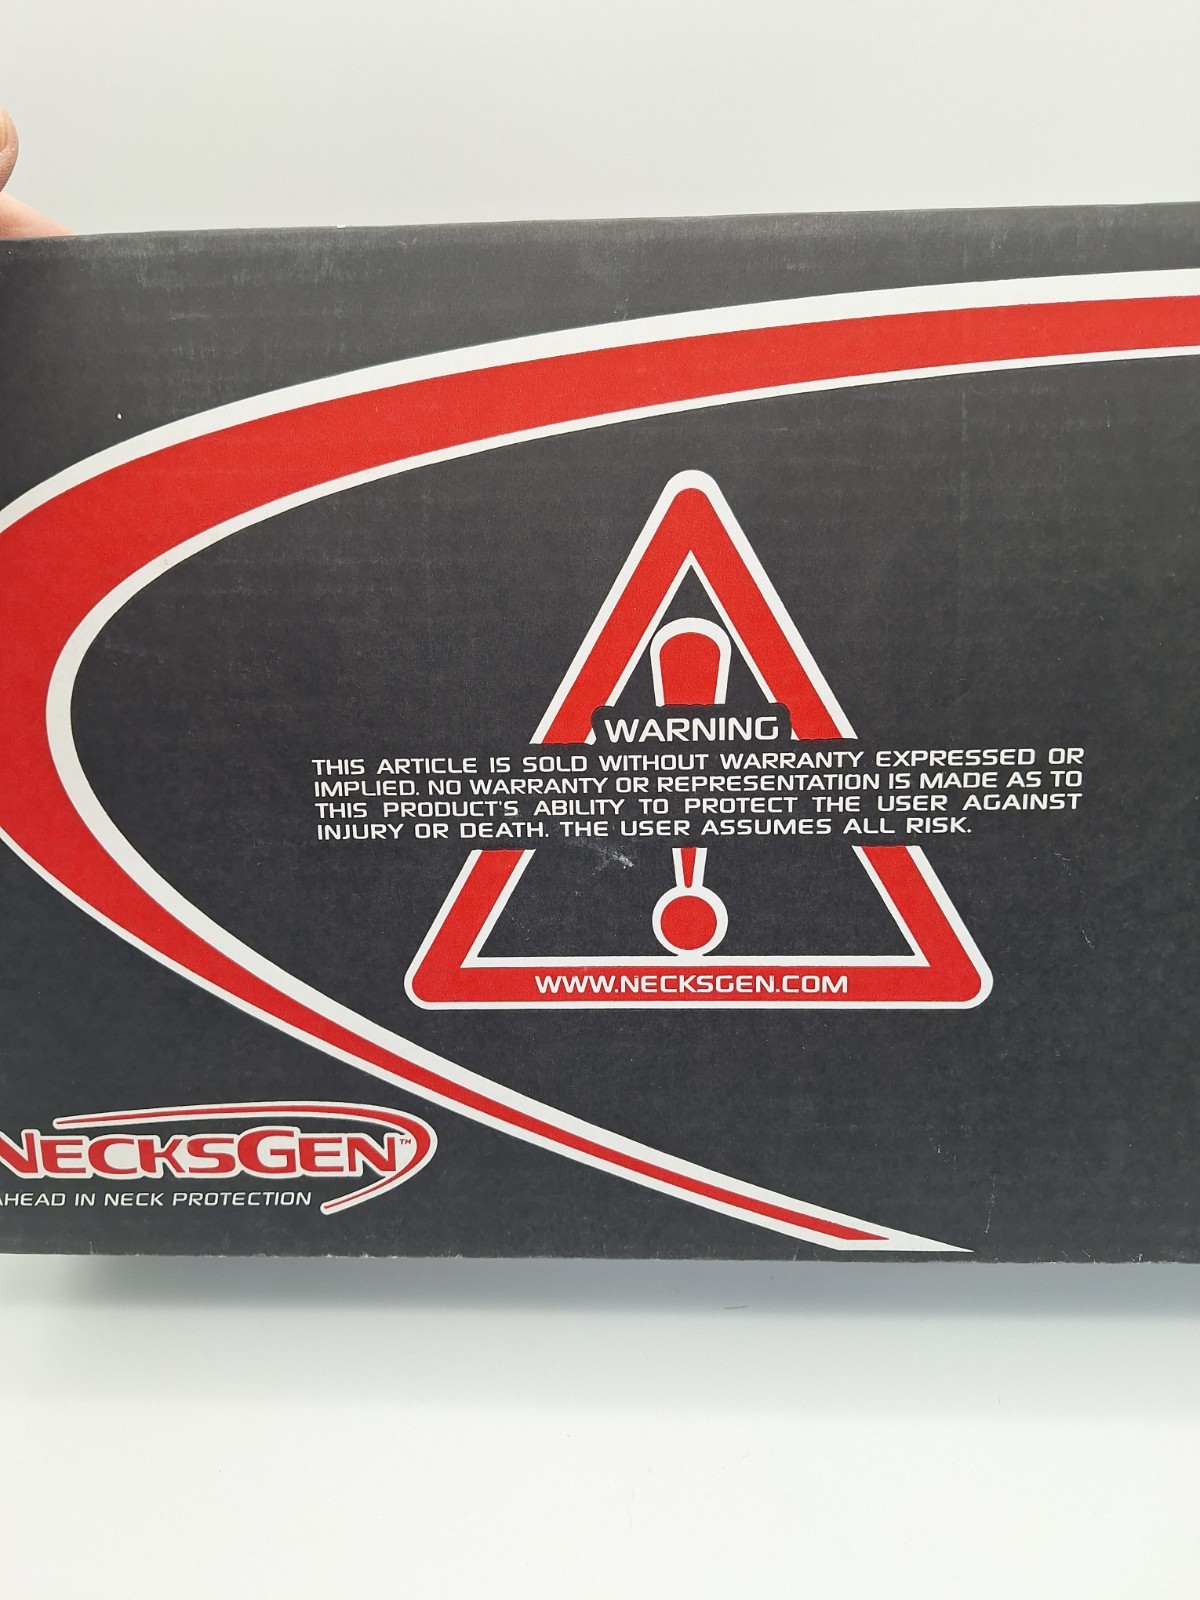 WARNING
THIS ARTICLE IS SOLD WITHOUT WARRANTY EXPRESSED OR
IMPLIED. NO WARRANTY OR REPRESENTATION IS MADE AS TO
THIS PRODUCT'S ABILITY TO PROTECT THE USER AGAINST
INJURY OR DEATH. THE USER ASSUMES ALL RISK.
WWW.NECKSGEN.COM
NECKSGEN™
AHEAD IN NECK PROTECTION